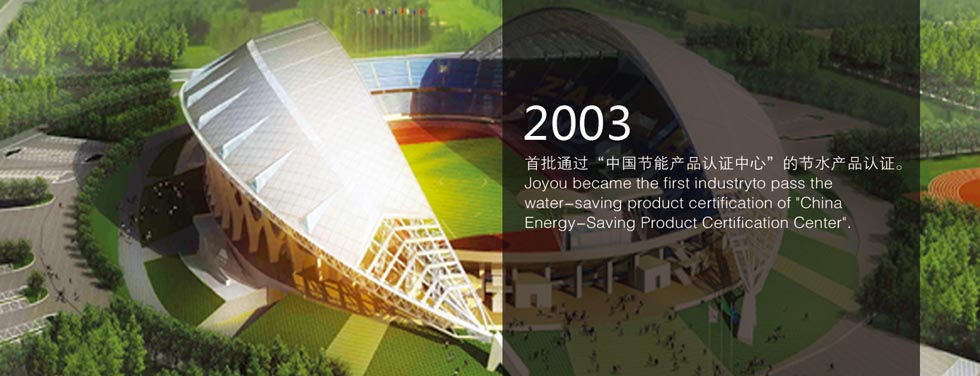 2003
首批通过“中国节能产品认证中心”的节水产品认证。
Joyou became the first industryto pass the
water-saving product certification of "China
Energy-Saving Product Certification Center".